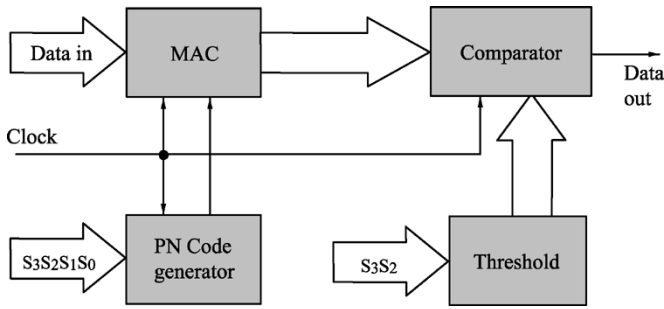 Data in
MAC
Comparator
Data
out
Clock
S₃S₂S₁S₀
PN Code
generator
S₃S₂
Threshold